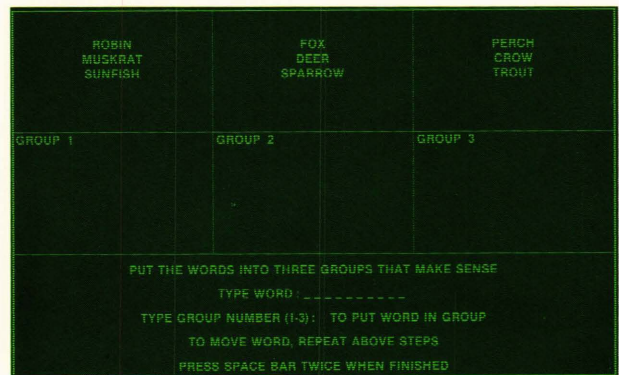 ROBIN
MUSKRAT
SUNFISH
FOX
DEER
SPARROW
PERCH
CROW
TROUT
GROUP 1
GROUP 2
GROUP 3
PUT THE WORDS INTO THREE GROUPS THAT MAKE SENSE
TYPE WORD: _ _ _ _ _ _ _ _ _ _
TYPE GROUP NUMBER (1-3): TO PUT WORD IN GROUP
TO MOVE WORD, REPEAT ABOVE STEPS
PRESS SPACE BAR TWICE WHEN FINISHED